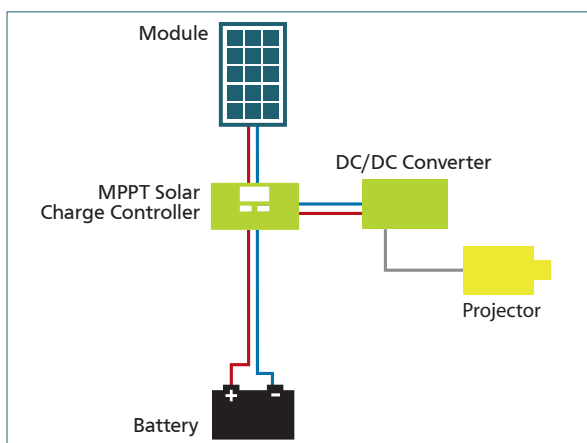 Module
DC/DC Converter
MPPT Solar
Charge Controller
Projector
+ -
Battery